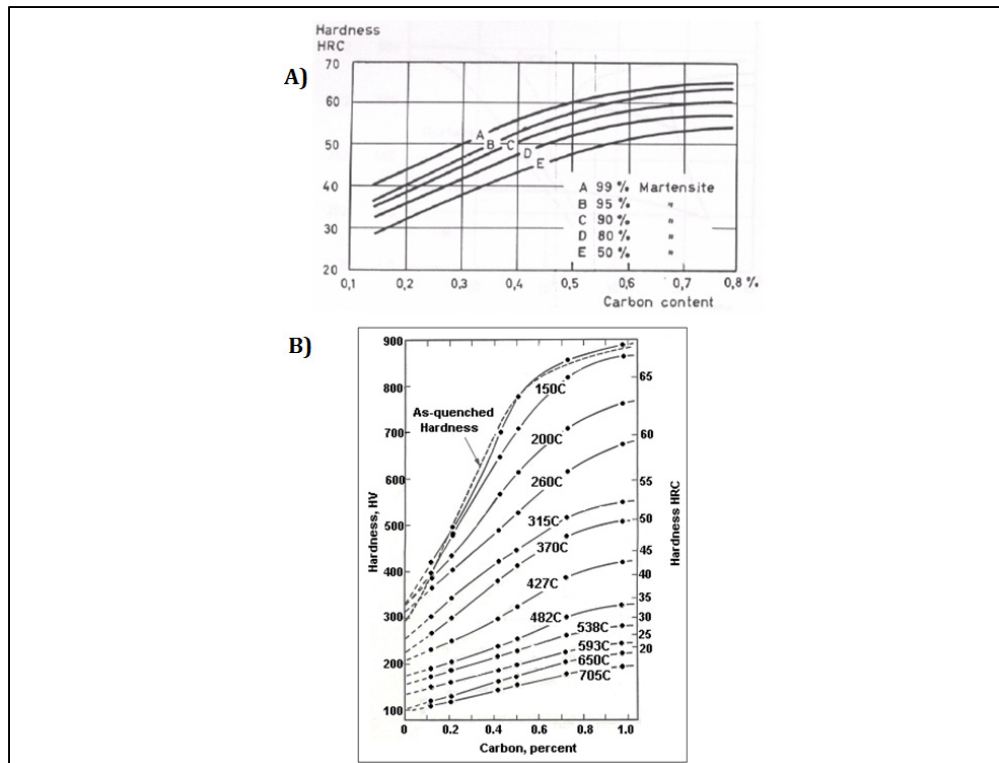 A)
Hardness
HRC
70
60
50
40
30
20
A
B
C
D
E
A 99 % Martensite
B 95 % "
C 90 % "
D 80 % "
E 50 % "
0,1 0,2 0,3 0,4 0,5 0,6 0,7 0,8 %
Carbon content
B)
900
800
700
600
500
400
300
200
100
Hardness, HV
As-quenched
Hardness
150C
200C
260C
315C
370C
427C
482C
538C
593C
650C
705C
65
60
55
50
45
40
35
30
25
20
Hardness HRC
0 0.2 0.4 0.6 0.8 1.0
Carbon, percent